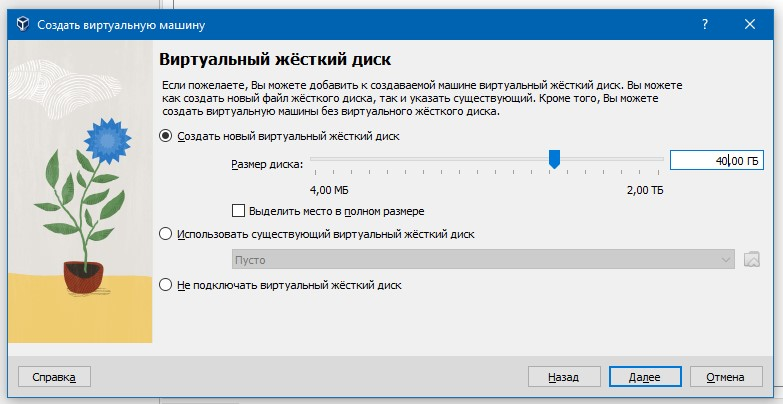 Создать виртуальную машину
Виртуальный жёсткий диск
Если пожелаете, Вы можете добавить к создаваемой машине виртуальный жёсткий диск. Вы можете
как создать новый файл жёсткого диска, так и указать существующий. Кроме того, Вы можете
создать виртуальную машины без виртуального жёсткого диска.
Создать новый виртуальный жёсткий диск
Размер диска:
40,00 ГБ
4,00 МБ
2,00 ТБ
Выделить место в полном размере
Использовать существующий виртуальный жёсткий диск
Пусто
Не подключать виртуальный жёсткий диск
Справка
Назад
Далее
Отмена